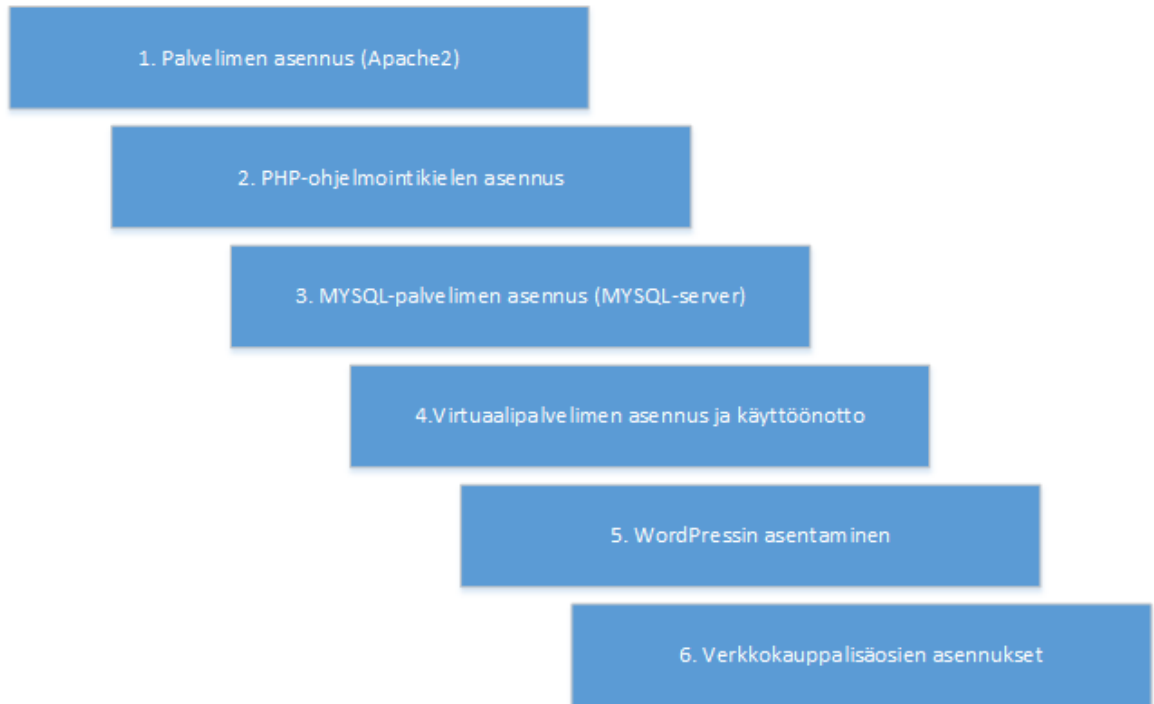 1. Palvelimen asennus (Apache2)
2. PHP-ohjelmointikielen asennus
3. MYSQL-palvelimen asennus (MYSQL-server)
4.Virtuaalipalvelimen asennus ja käyttöönotto
5. WordPressin asentaminen
6. Verkkokauppalisäosien asennukset